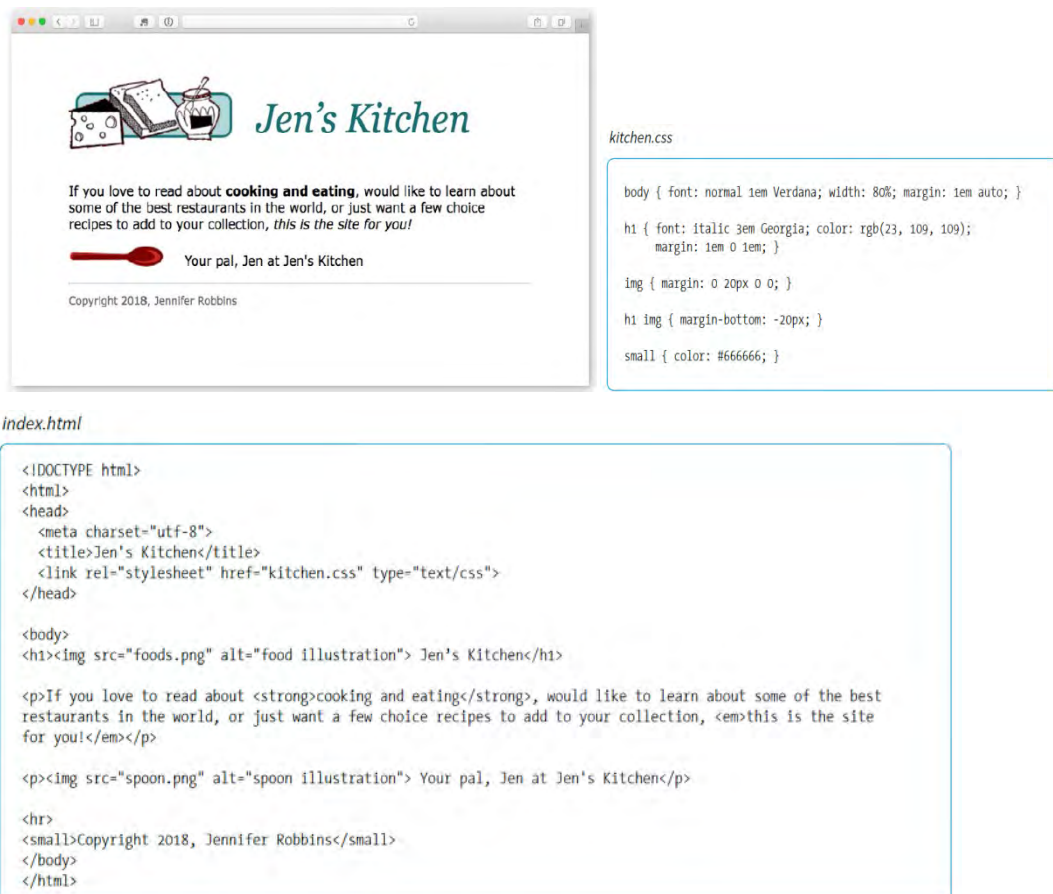 Jen’s Kitchen
If you love to read about cooking and eating, would like to learn about
some of the best restaurants in the world, or just want a few choice
recipes to add to your collection, this is the site for you!
Your pal, Jen at Jen's Kitchen
Copyright 2018, Jennifer Robbins
kitchen.css
body { font: normal 1em Verdana; width: 80%; margin: 1em auto; }
h1 { font: italic 3em Georgia; color: rgb(23, 109, 109);
margin: 1em 0 1em; }
img { margin: 0 20px 0 0; }
h1 img { margin-bottom: -20px; }
small { color: #666666; }
index.html
<!DOCTYPE html>
<html>
<head>
<meta charset="utf-8">
<title>Jen's Kitchen</title>
<link rel="stylesheet" href="kitchen.css" type="text/css">
</head>
<body>
<h1><img src="foods.png" alt="food illustration"> Jen’s Kitchen</h1>
<p>If you love to read about <strong>cooking and eating</strong>, would like to learn about some of the best
restaurants in the world, or just want a few choice recipes to add to your collection, <em>this is the site
for you!</em></p>
<p><img src="spoon.png" alt="spoon illustration"> Your pal, Jen at Jen's Kitchen</p>
<hr>
<small>Copyright 2018, Jennifer Robbins</small>
</body>
</html>